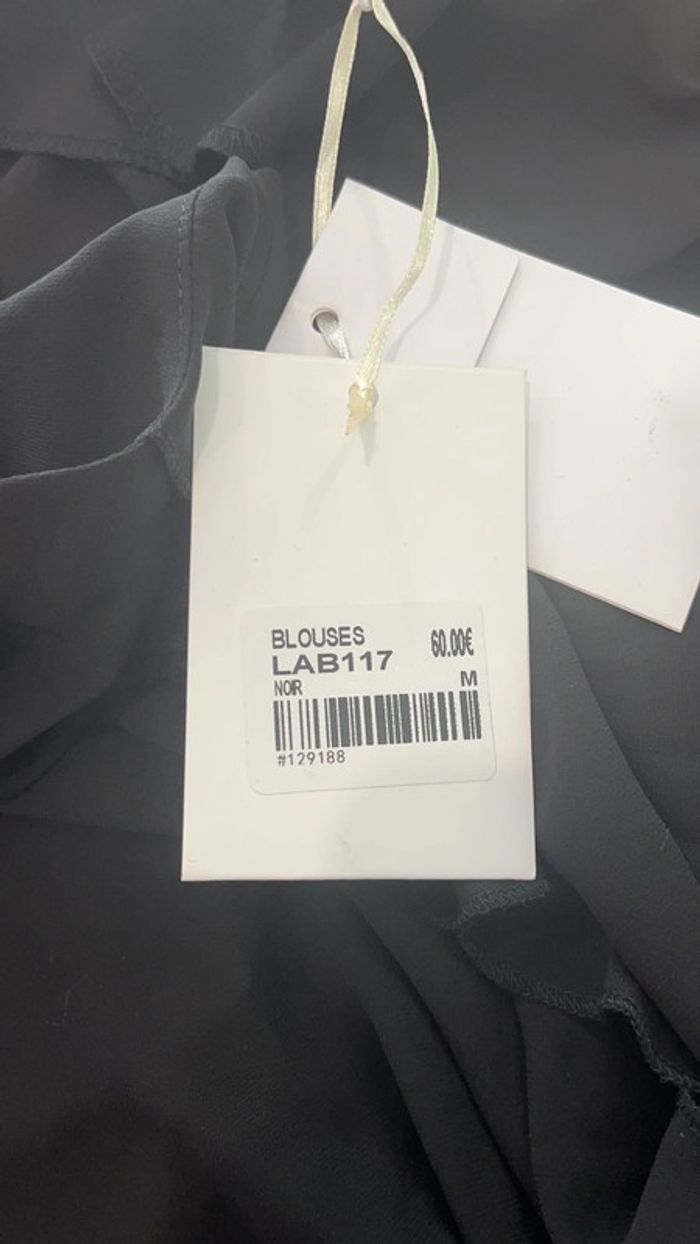 BLOUSES 60.00€
LAB117
NOIR M
#129188